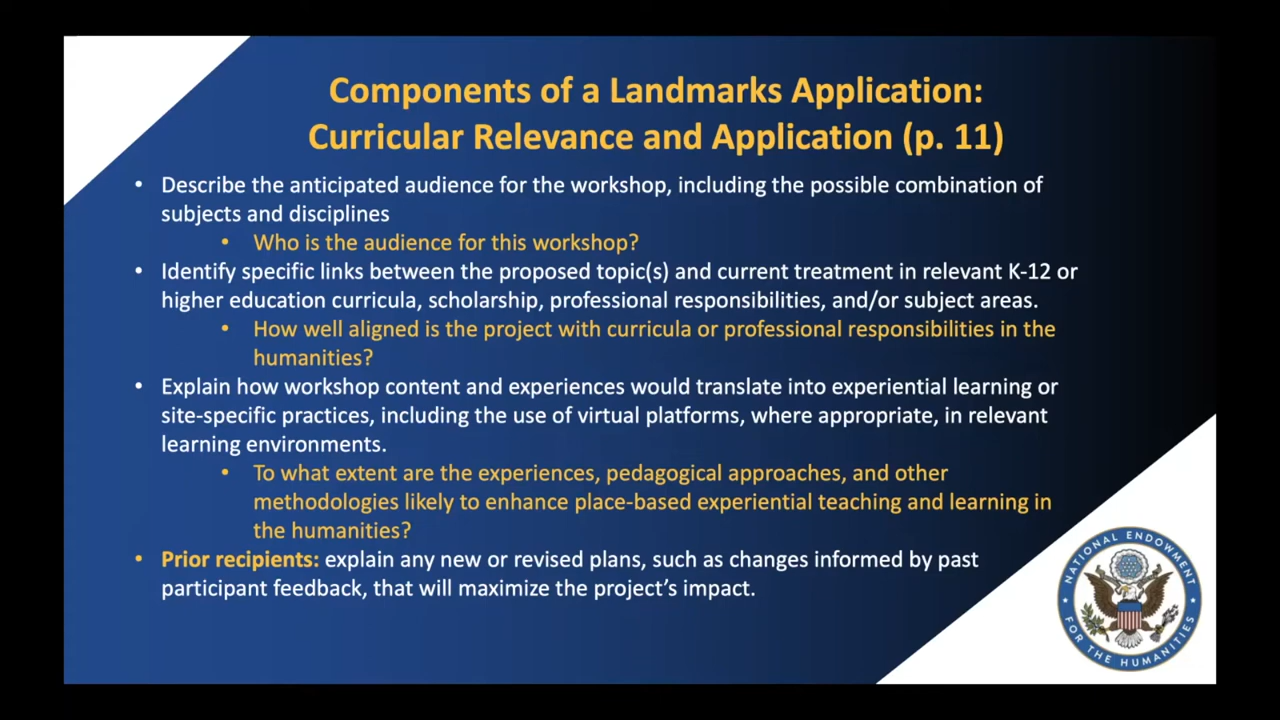 Components of a Landmarks Application:
Curricular Relevance and Application (p. 11)
• Describe the anticipated audience for the workshop, including the possible combination of
subjects and disciplines
• Who is the audience for this workshop?
• Identify specific links between the proposed topic(s) and current treatment in relevant K-12 or
higher education curricula, scholarship, professional responsibilities, and/or subject areas.
• How well aligned is the project with curricula or professional responsibilities in the
humanities?
• Explain how workshop content and experiences would translate into experiential learning or
site-specific practices, including the use of virtual platforms, where appropriate, in relevant
learning environments.
• To what extent are the experiences, pedagogical approaches, and other
methodologies likely to enhance place-based experiential teaching and learning in
the humanities?
• Prior recipients: explain any new or revised plans, such as changes informed by past
participant feedback, that will maximize the project's impact.
NATIONAL ENDOWMENT
FOR THE HUMANITIES